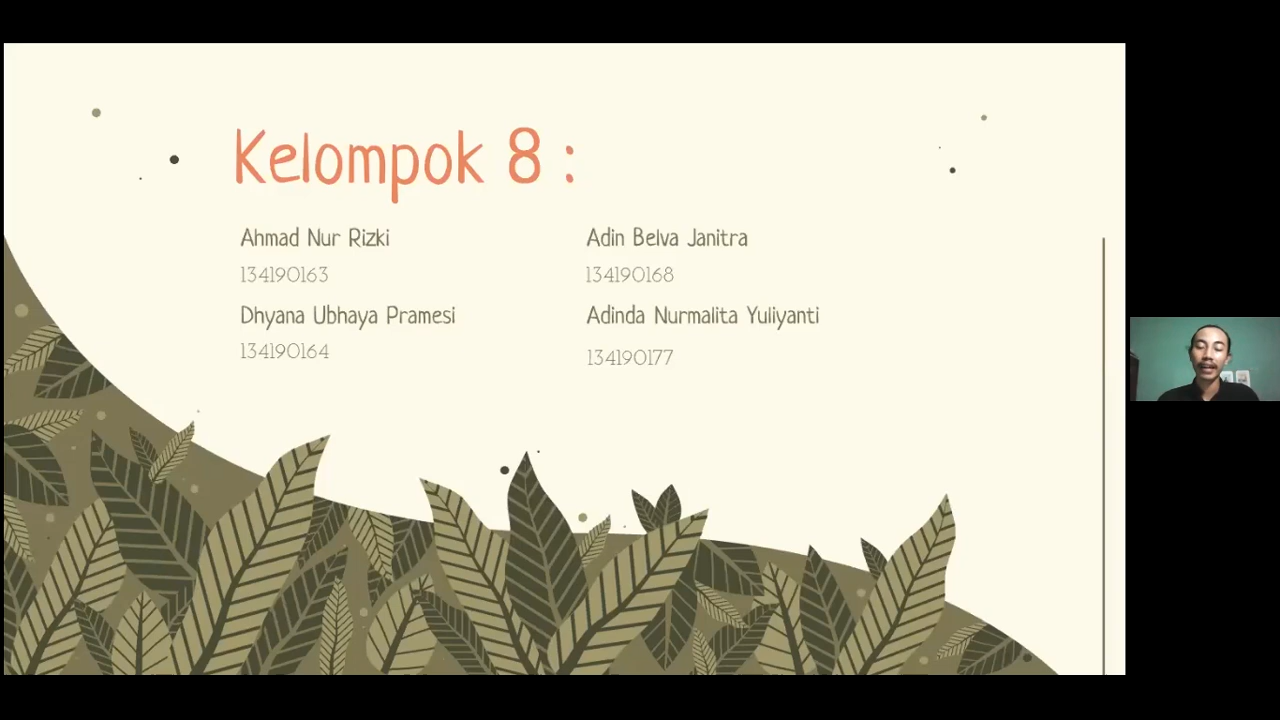 Kelompok 8 :
Ahmad Nur Rizki
134190163
Dhyana Ubhaya Pramesi
134190164
Adin Belva Janitra
134190168
Adinda Nurmalita Yuliyanti
134190177